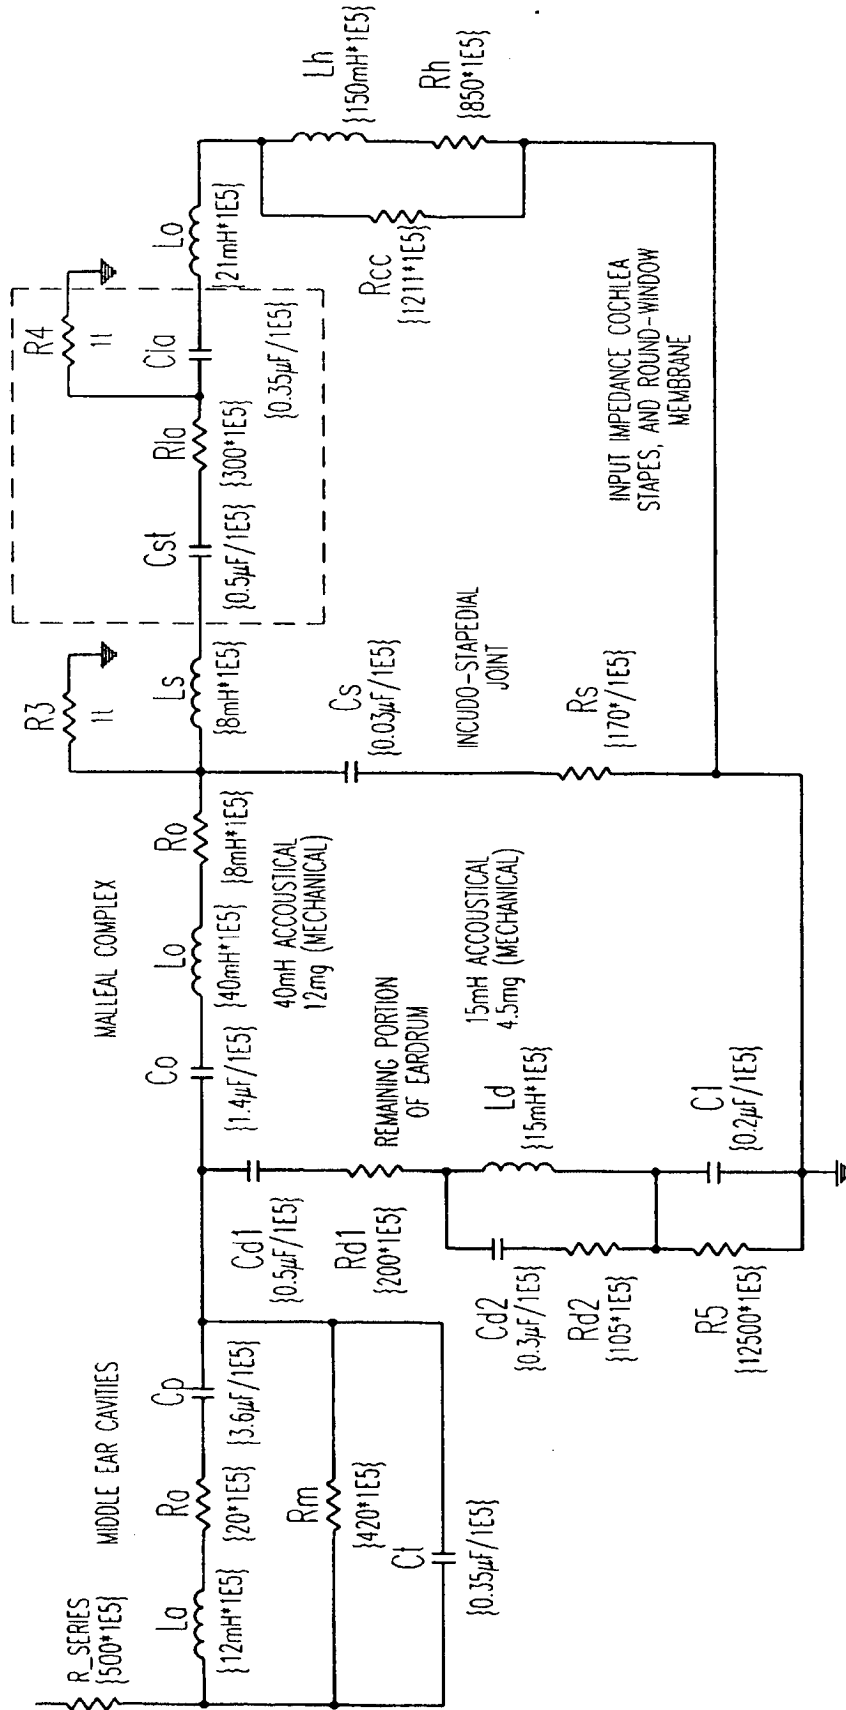 R_SERIES
{500*1E5}
MIDDLE EAR CAVITIES
La
{12mH*1E5}
Ra
{20*1E5}
Cp
{3.6µF/1E5}
Rm
{420*1E5}
Ct
{0.35µF/1E5}
Cd1
{0.5µF/1E5}
Rd1
{200*1E5}
REMAINING PORTION
OF EARDRUM
Cd2
{0.3µF/1E5}
Rd2
{105*1E5}
Ld
{15mH*1E5}
15mH ACCOUSTICAL
4.5mg (MECHANICAL)
R5
{12500*1E5}
C1
{0.2µF/1E5}
MALLEAL COMPLEX
Co
{1.4µF/1E5}
Lo
{40mH*1E5}
40mH ACCOUSTICAL
12mg (MECHANICAL)
Ro
{8mH*1E5}
R3
1t
Ls
{8mH*1E5}
Cs
{0.03µF/1E5}
INCUDO-STAPEDIAL
JOINT
Rs
{170*/1E5}
Cst
{0.5µF/1E5}
Rla
{300*1E5}
R4
1t
Cla
{0.35µF/1E5}
Lo
{21mH*1E5}
Rcc
{1211*1E5}
Lh
{150mH*1E5}
Rh
{850*1E5}
INPUT IMPEDANCE COCHLEA
STAPES, AND ROUND-WINDOW
MEMBRANE